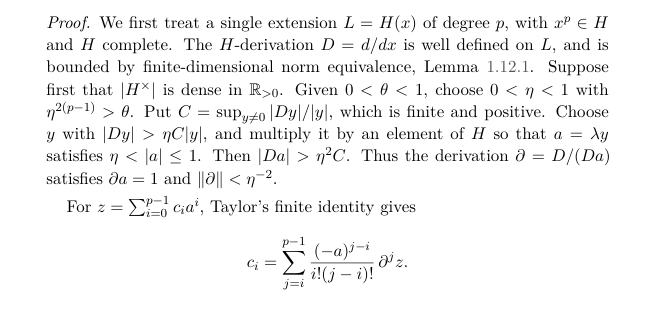 Proof. We first treat a single extension L = H(x) of degree p, with x^p ∈ H
and H complete. The H-derivation D = d/dx is well defined on L, and is
bounded by finite-dimensional norm equivalence, Lemma 1.12.1. Suppose
first that |H^×| is dense in ℝ_{>0}. Given 0 < θ < 1, choose 0 < η < 1 with
η^{2(p−1)} > θ. Put C = sup_{y≠0} |Dy|/|y|, which is finite and positive. Choose
y with |Dy| > ηC|y|, and multiply it by an element of H so that a = λy
satisfies η < |a| ≤ 1. Then |Da| > η²C. Thus the derivation ∂ = D/(Da)
satisfies ∂a = 1 and ‖∂‖ < η^{−2}.
For z = ∑_{i=0}^{p−1} c_i a^i, Taylor's finite identity gives
c_i = ∑_{j=i}^{p−1} \frac{(−a)^{j−i}}{i!(j − i)!} ∂^j z.